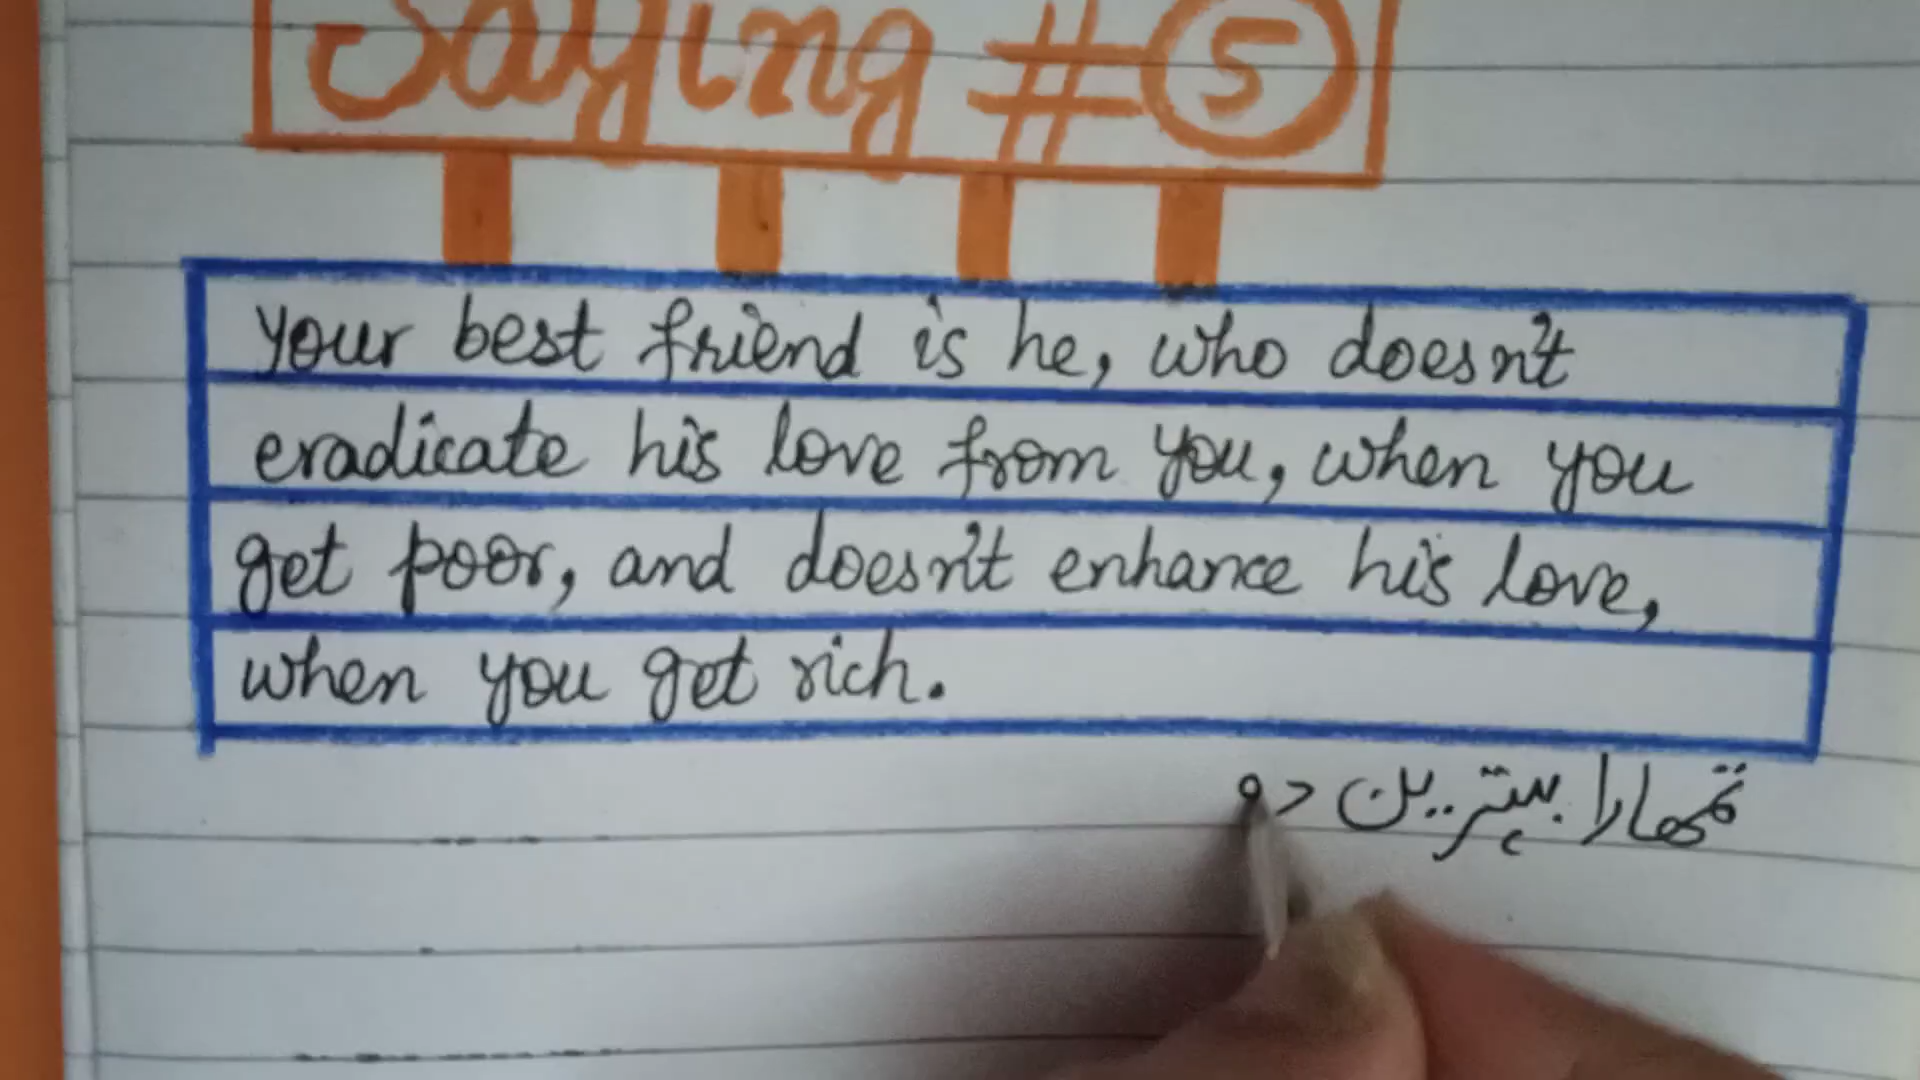 Saying #5
Your best friend is he, who doesn't
eradicate his love from you, when you
get poor, and doesn't enhance his love,
when you get rich.
تمھارا بہترین دو